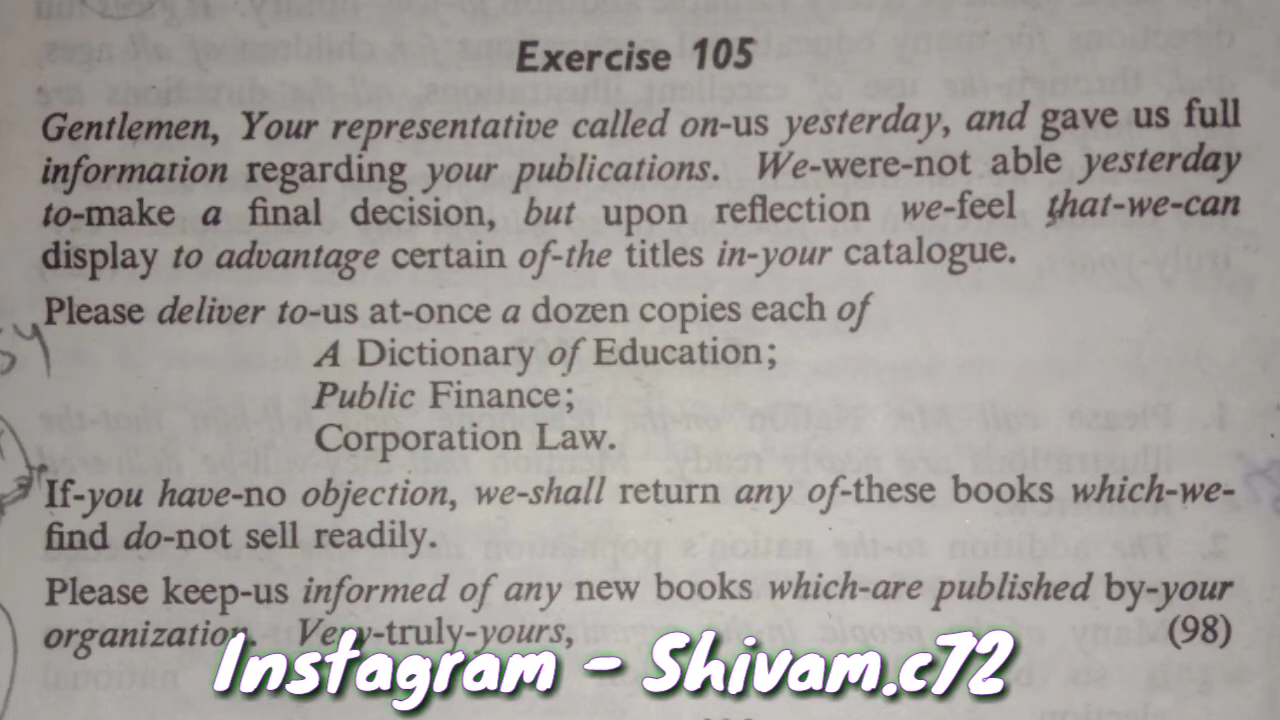 Exercise 105
Gentlemen, Your representative called on-us yesterday, and gave us full
information regarding your publications. We-were-not able yesterday
to-make a final decision, but upon reflection we-feel that-we-can
display to advantage certain of-the titles in-your catalogue.
Please deliver to-us at-once a dozen copies each of
A Dictionary of Education;
Public Finance;
Corporation Law.
If-you have-no objection, we-shall return any of-these books which-we-
find do-not sell readily.
Please keep-us informed of any new books which-are published by-your
organization. Very-truly-yours, (98)
Instagram - Shivam.c72